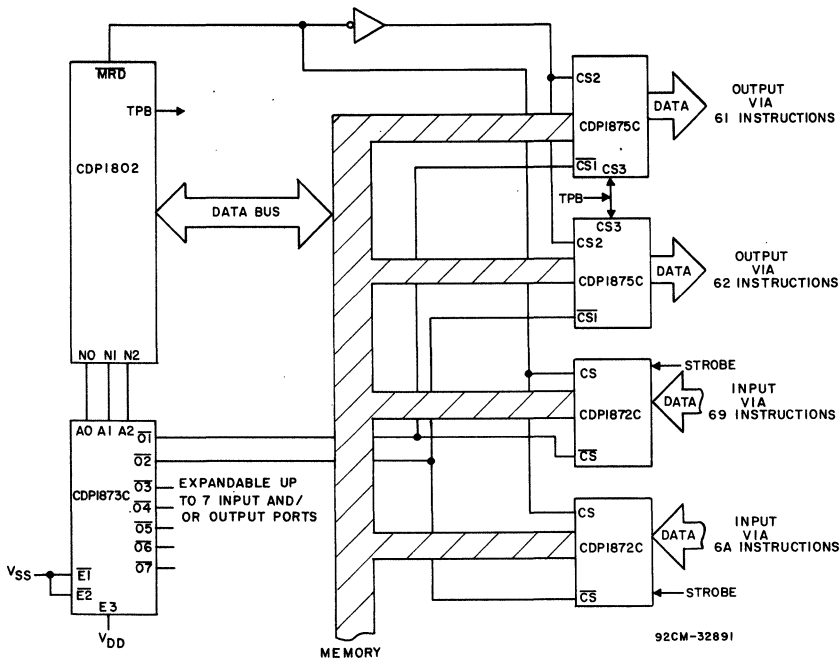 MRD
TPB
CDP1802
DATA BUS
N0 N1 N2
A0 A1 A2
O1
O2
O3
O4
O5
O6
O7
CDP1873C
EXPANDABLE UP
TO 7 INPUT AND/
OR OUTPUT PORTS
VSS
E1
E2
E3
VDD
MEMORY
CS2
CDP1875C
CS1
CS3
DATA
OUTPUT
VIA
61 INSTRUCTIONS
TPB
CS3
CS2
CDP1875C
CS1
DATA
OUTPUT
VIA
62 INSTRUCTIONS
CS
CDP1872C
CS
STROBE
DATA
INPUT
VIA
69 INSTRUCTIONS
CS
CDP1872C
CS
DATA
INPUT
VIA
6A INSTRUCTIONS
STROBE
92CM-32891